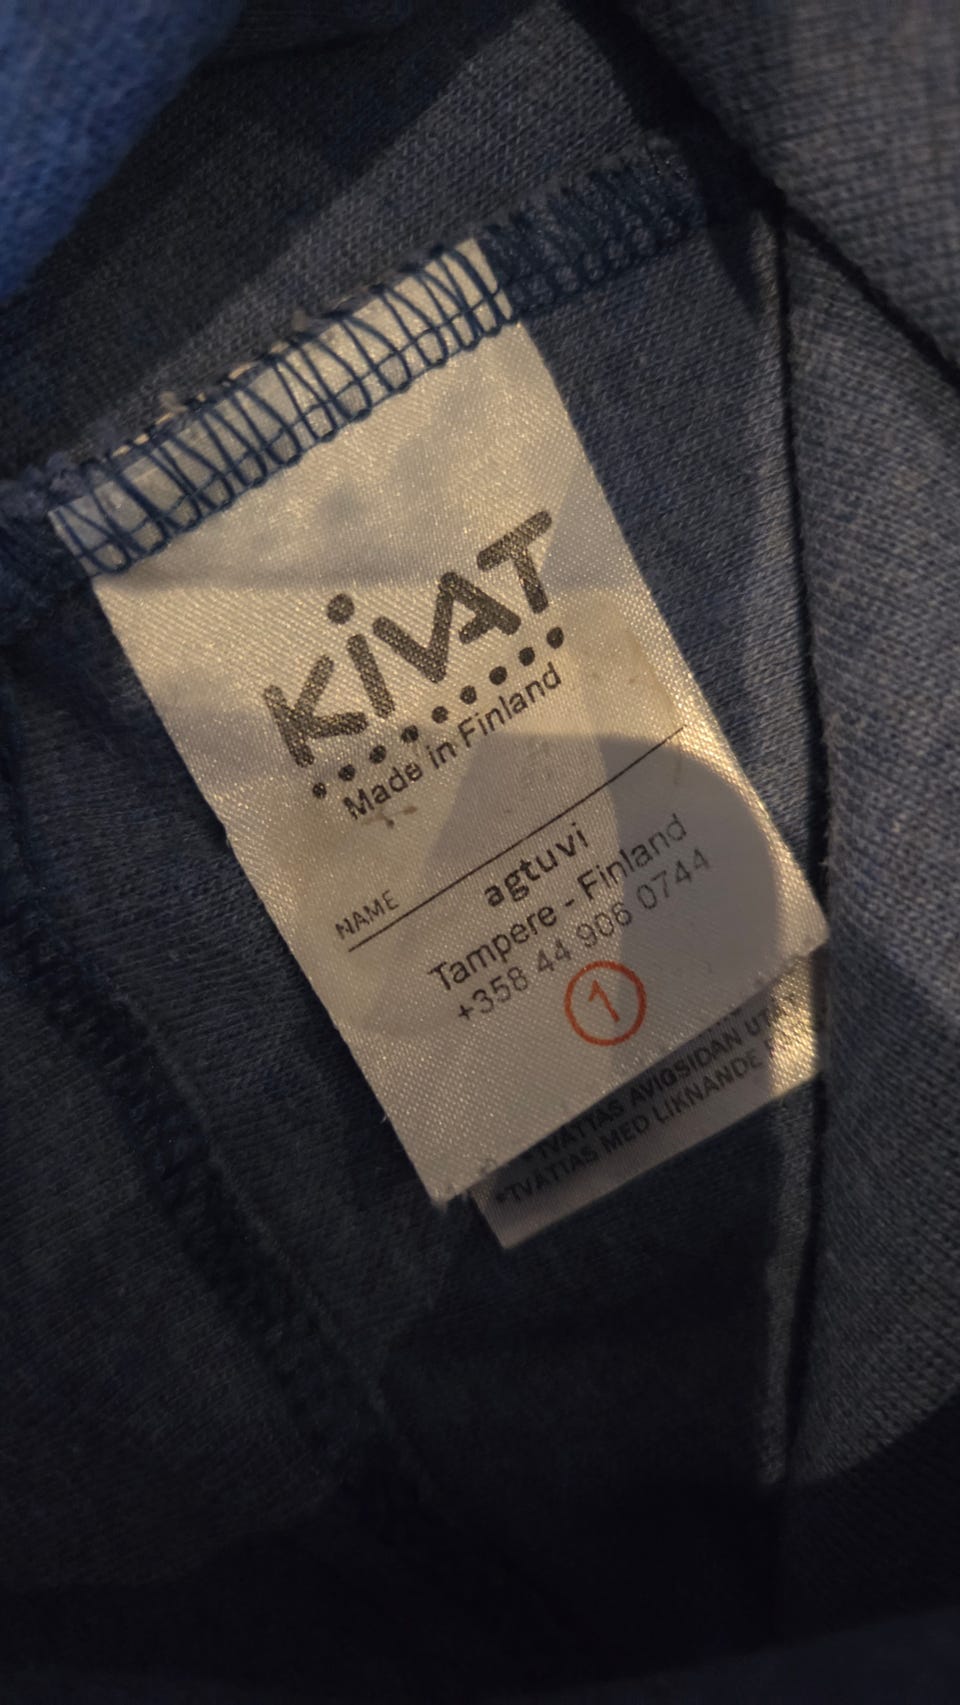 KiVAT
Made in Finland
NAME
agtuvi
Tampere - Finland
+358 44 906 0744
1
TVÄTTAS AVIGSIDAN
•TVÄTTAS MED LIKNANDE